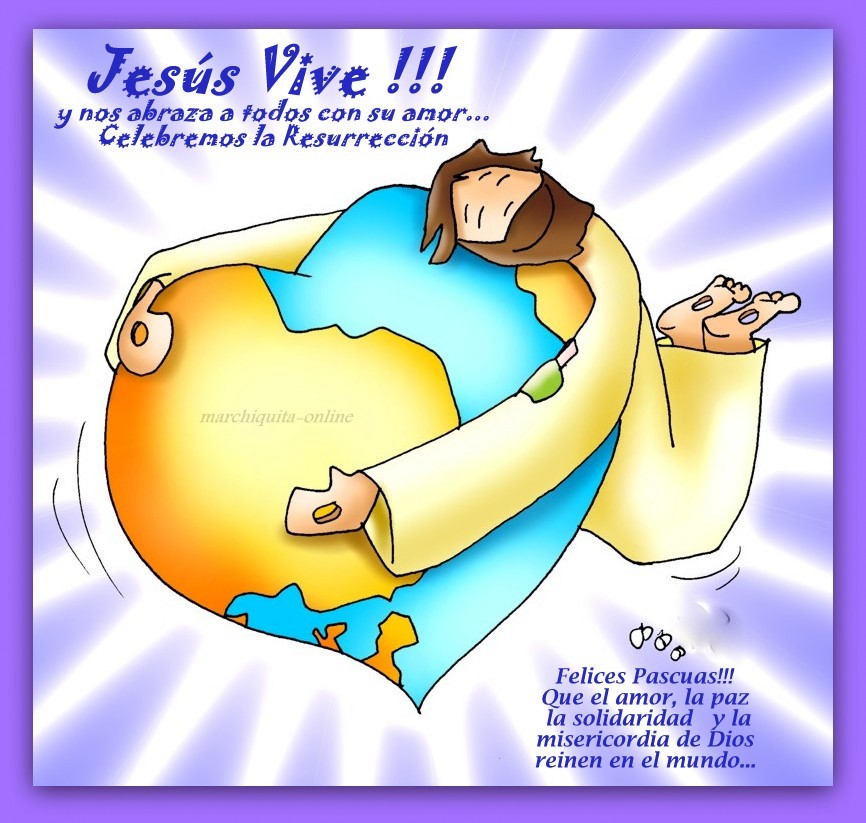 Jesús Vive !!!
y nos abraza a todos con su amor...
Celebremos la Resurrección
marchiquita-online
Felices Pascuas!!!
Que el amor, la paz
la solidaridad y la
misericordia de Dios
reinen en el mundo...